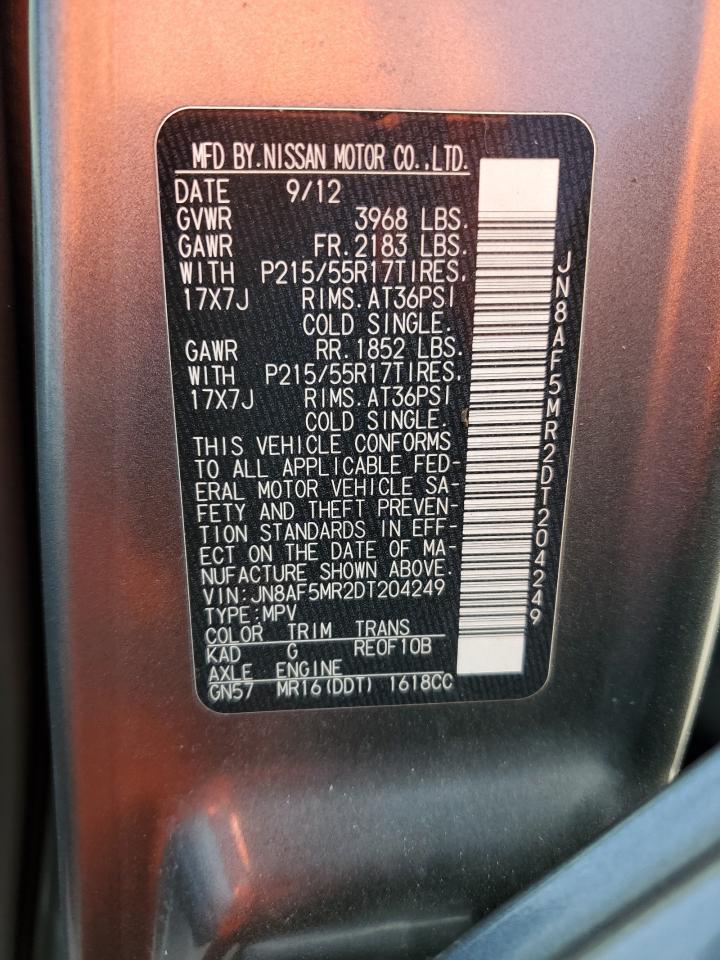 MFD BY.NISSAN MOTOR CO.,LTD.
DATE 9/12
GVWR 3968 LBS.
GAWR FR.2183 LBS.
WITH P215/55R17TIRES.
17X7J RIMS.AT36PSI
COLD SINGLE.
GAWR RR.1852 LBS.
WITH P215/55R17TIRES.
17X7J RIMS.AT36PSI
COLD SINGLE.
THIS VEHICLE CONFORMS
TO ALL APPLICABLE FED-
ERAL MOTOR VEHICLE SA-
FETY AND THEFT PREVEN-
TION STANDARDS IN EFF-
ECT ON THE DATE OF MA-
NUFACTURE SHOWN ABOVE.
VIN:JN8AF5MR2DT204249
TYPE:MPV
COLOR TRIM TRANS
KAD G RE0F10B
AXLE ENGINE
GN57 MR16(DDT) 1618CC
JN8AF5MR2DT204249